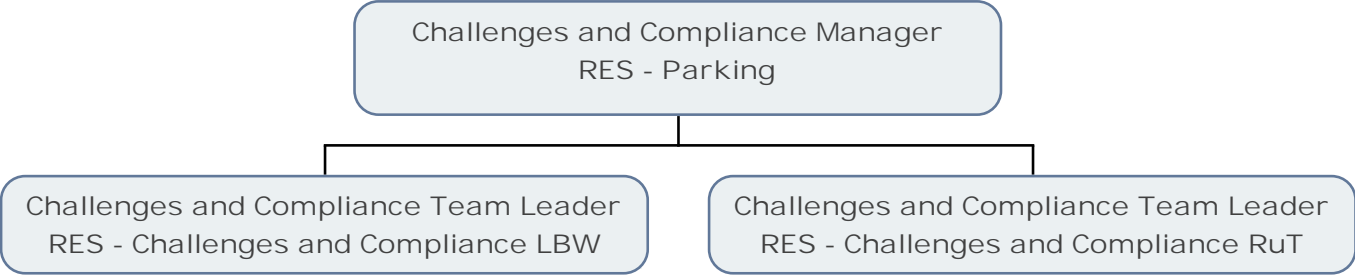 Challenges and Compliance Manager
RES - Parking
Challenges and Compliance Team Leader
RES - Challenges and Compliance LBW
Challenges and Compliance Team Leader
RES - Challenges and Compliance RuT